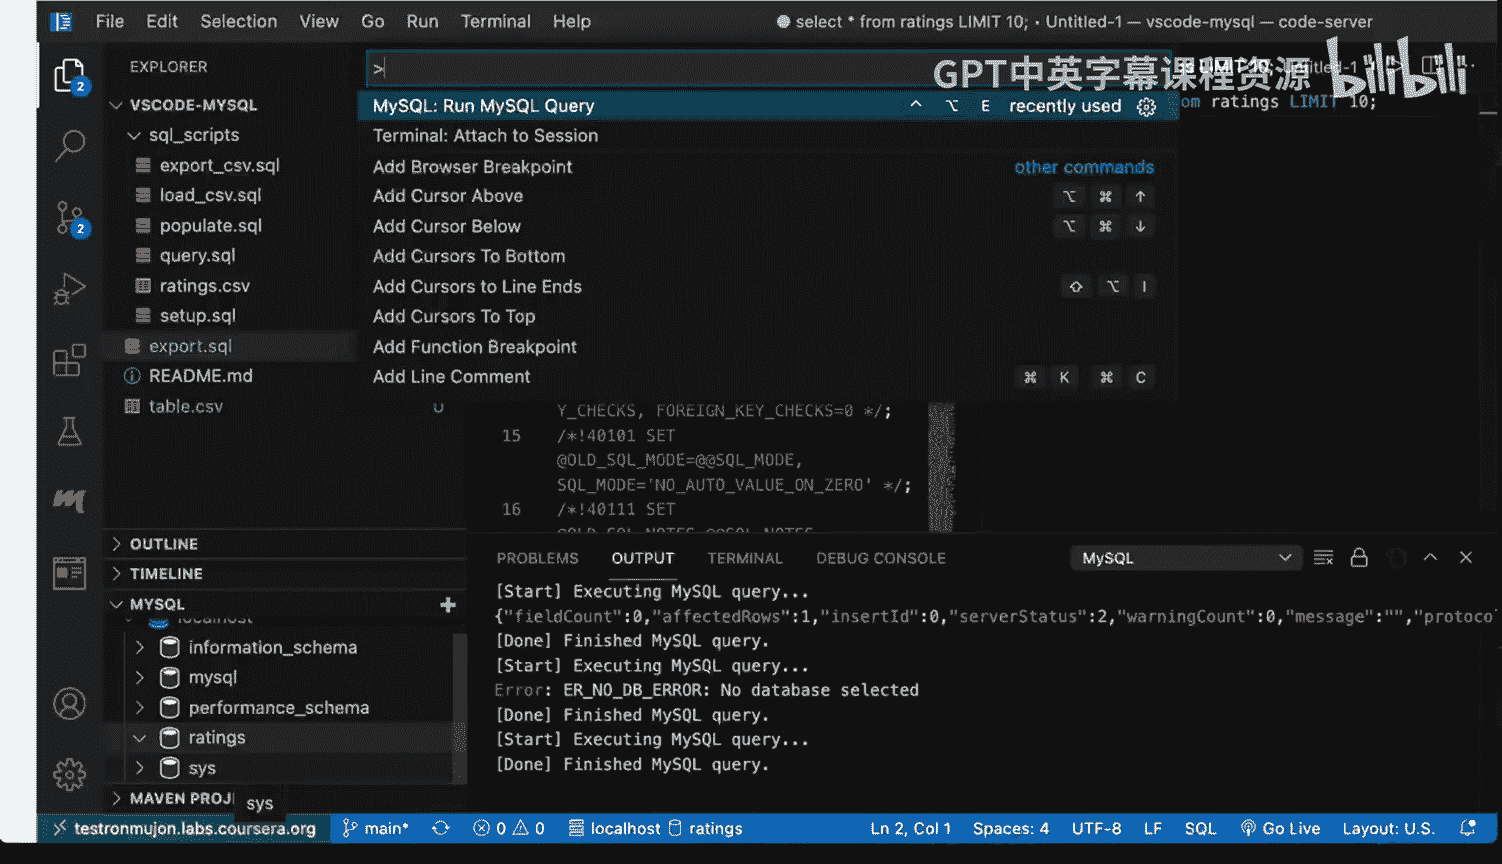 File Edit Selection View Go Run Terminal Help
select * from ratings LIMIT 10; • Untitled-1 — vscode-mysql — code-server
GPT中英字幕课程资源 bilibili
EXPLORER
2
VSCODE-MYSQL
sql_scripts
export_csv.sql
load_csv.sql
populate.sql
query.sql
ratings.csv
setup.sql
export.sql
README.md
table.csv U
2
>
MySQL: Run MySQL Query ^ ⌥ E recently used
Terminal: Attach to Session
Add Browser Breakpoint other commands
Add Cursor Above ⌥ ⌘ ↑
Add Cursor Below ⌥ ⌘ ↓
Add Cursors To Bottom
Add Cursors to Line Ends ⇧ ⌥ I
Add Cursors To Top
Add Function Breakpoint
Add Line Comment ⌘ K ⌘ C
LIMIT 10; Untitled-1
om ratings LIMIT 10;
Y_CHECKS, FOREIGN_KEY_CHECKS=0 */;
15 /*!40101 SET
@OLD_SQL_MODE=@@SQL_MODE,
SQL_MODE='NO_AUTO_VALUE_ON_ZERO' */;
16 /*!40111 SET
OUTLINE
TIMELINE
MYSQL +
localhost
information_schema
mysql
performance_schema
ratings
sys
MAVEN PROJ
sys
PROBLEMS OUTPUT TERMINAL DEBUG CONSOLE MySQL
[Start] Executing MySQL query...
{"fieldCount":0,"affectedRows":1,"insertId":0,"serverStatus":2,"warningCount":0,"message":"","protoco
[Done] Finished MySQL query.
[Start] Executing MySQL query...
Error: ER_NO_DB_ERROR: No database selected
[Done] Finished MySQL query.
[Start] Executing MySQL query...
[Done] Finished MySQL query.
testronmujon.labs.coursera.org main* 0 0 localhost ratings Ln 2, Col 1 Spaces: 4 UTF-8 LF SQL Go Live Layout: U.S.